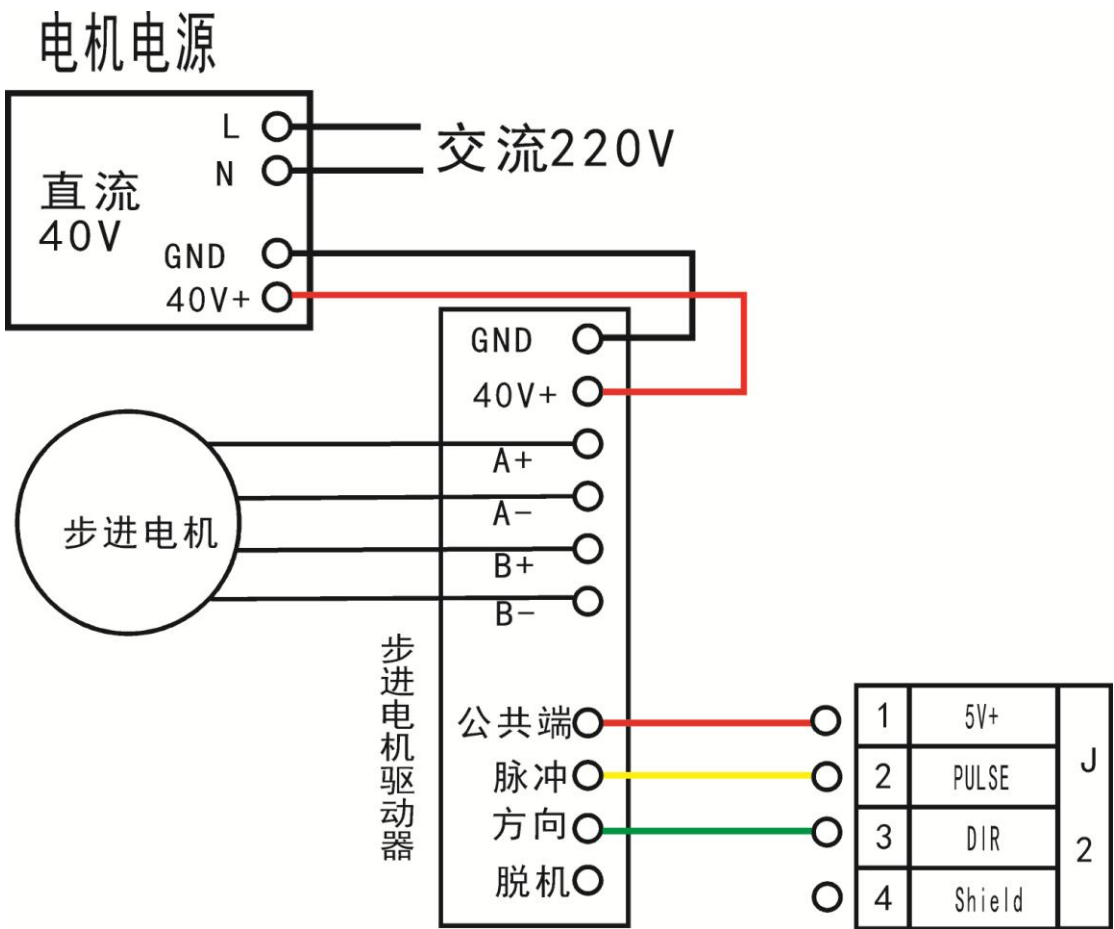 电机电源
L
N
交流220V
直流
40V
GND
40V+
GND
40V+
A+
A-
B+
B-
步进电机
步进电机驱动器
公共端
脉冲
方向
脱机
1 5V+
2 PULSE
3 DIR
4 Shield
J
2